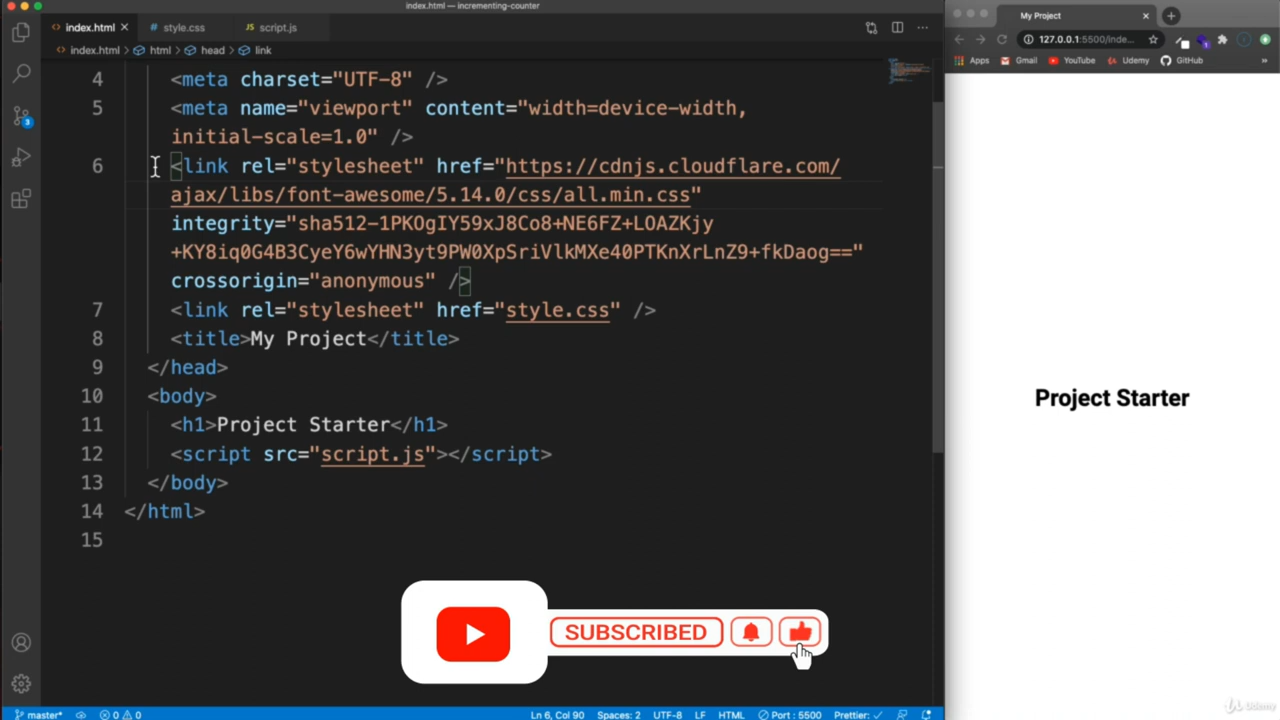 index.html — incrementing-counter
index.html
style.css
script.js
index.html > html > head > link
4 <meta charset="UTF-8" />
5 <meta name="viewport" content="width=device-width,
initial-scale=1.0" />
6 <link rel="stylesheet" href="https://cdnjs.cloudflare.com/
ajax/libs/font-awesome/5.14.0/css/all.min.css"
integrity="sha512-1PKOgIY59xJ8Co8+NE6FZ+LOAZKjy
+KY8iq0G4B3CyeY6wYHN3yt9PW0XpSriVlkMXe40PTKnXrLnZ9+fkDaog=="
crossorigin="anonymous" />
7 <link rel="stylesheet" href="style.css" />
8 <title>My Project</title>
9 </head>
10 <body>
11 <h1>Project Starter</h1>
12 <script src="script.js"></script>
13 </body>
14 </html>
15
3
SUBSCRIBED
master* 0 0
Ln 6, Col 90 Spaces: 2 UTF-8 LF HTML Port : 5500 Prettier: ✓
My Project
127.0.0.1:5500/inde...
Apps Gmail YouTube Udemy GitHub »
Project Starter
Udemy